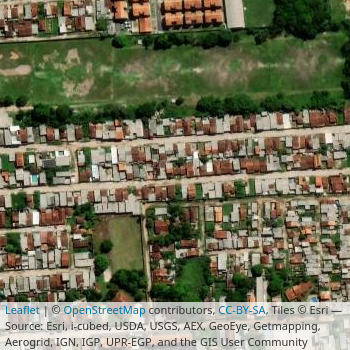 Leaflet | © OpenStreetMap contributors, CC-BY-SA, Tiles © Esri —
Source: Esri, i-cubed, USDA, USGS, AEX, GeoEye, Getmapping,
Aerogrid, IGN, IGP, UPR-EGP, and the GIS User Community